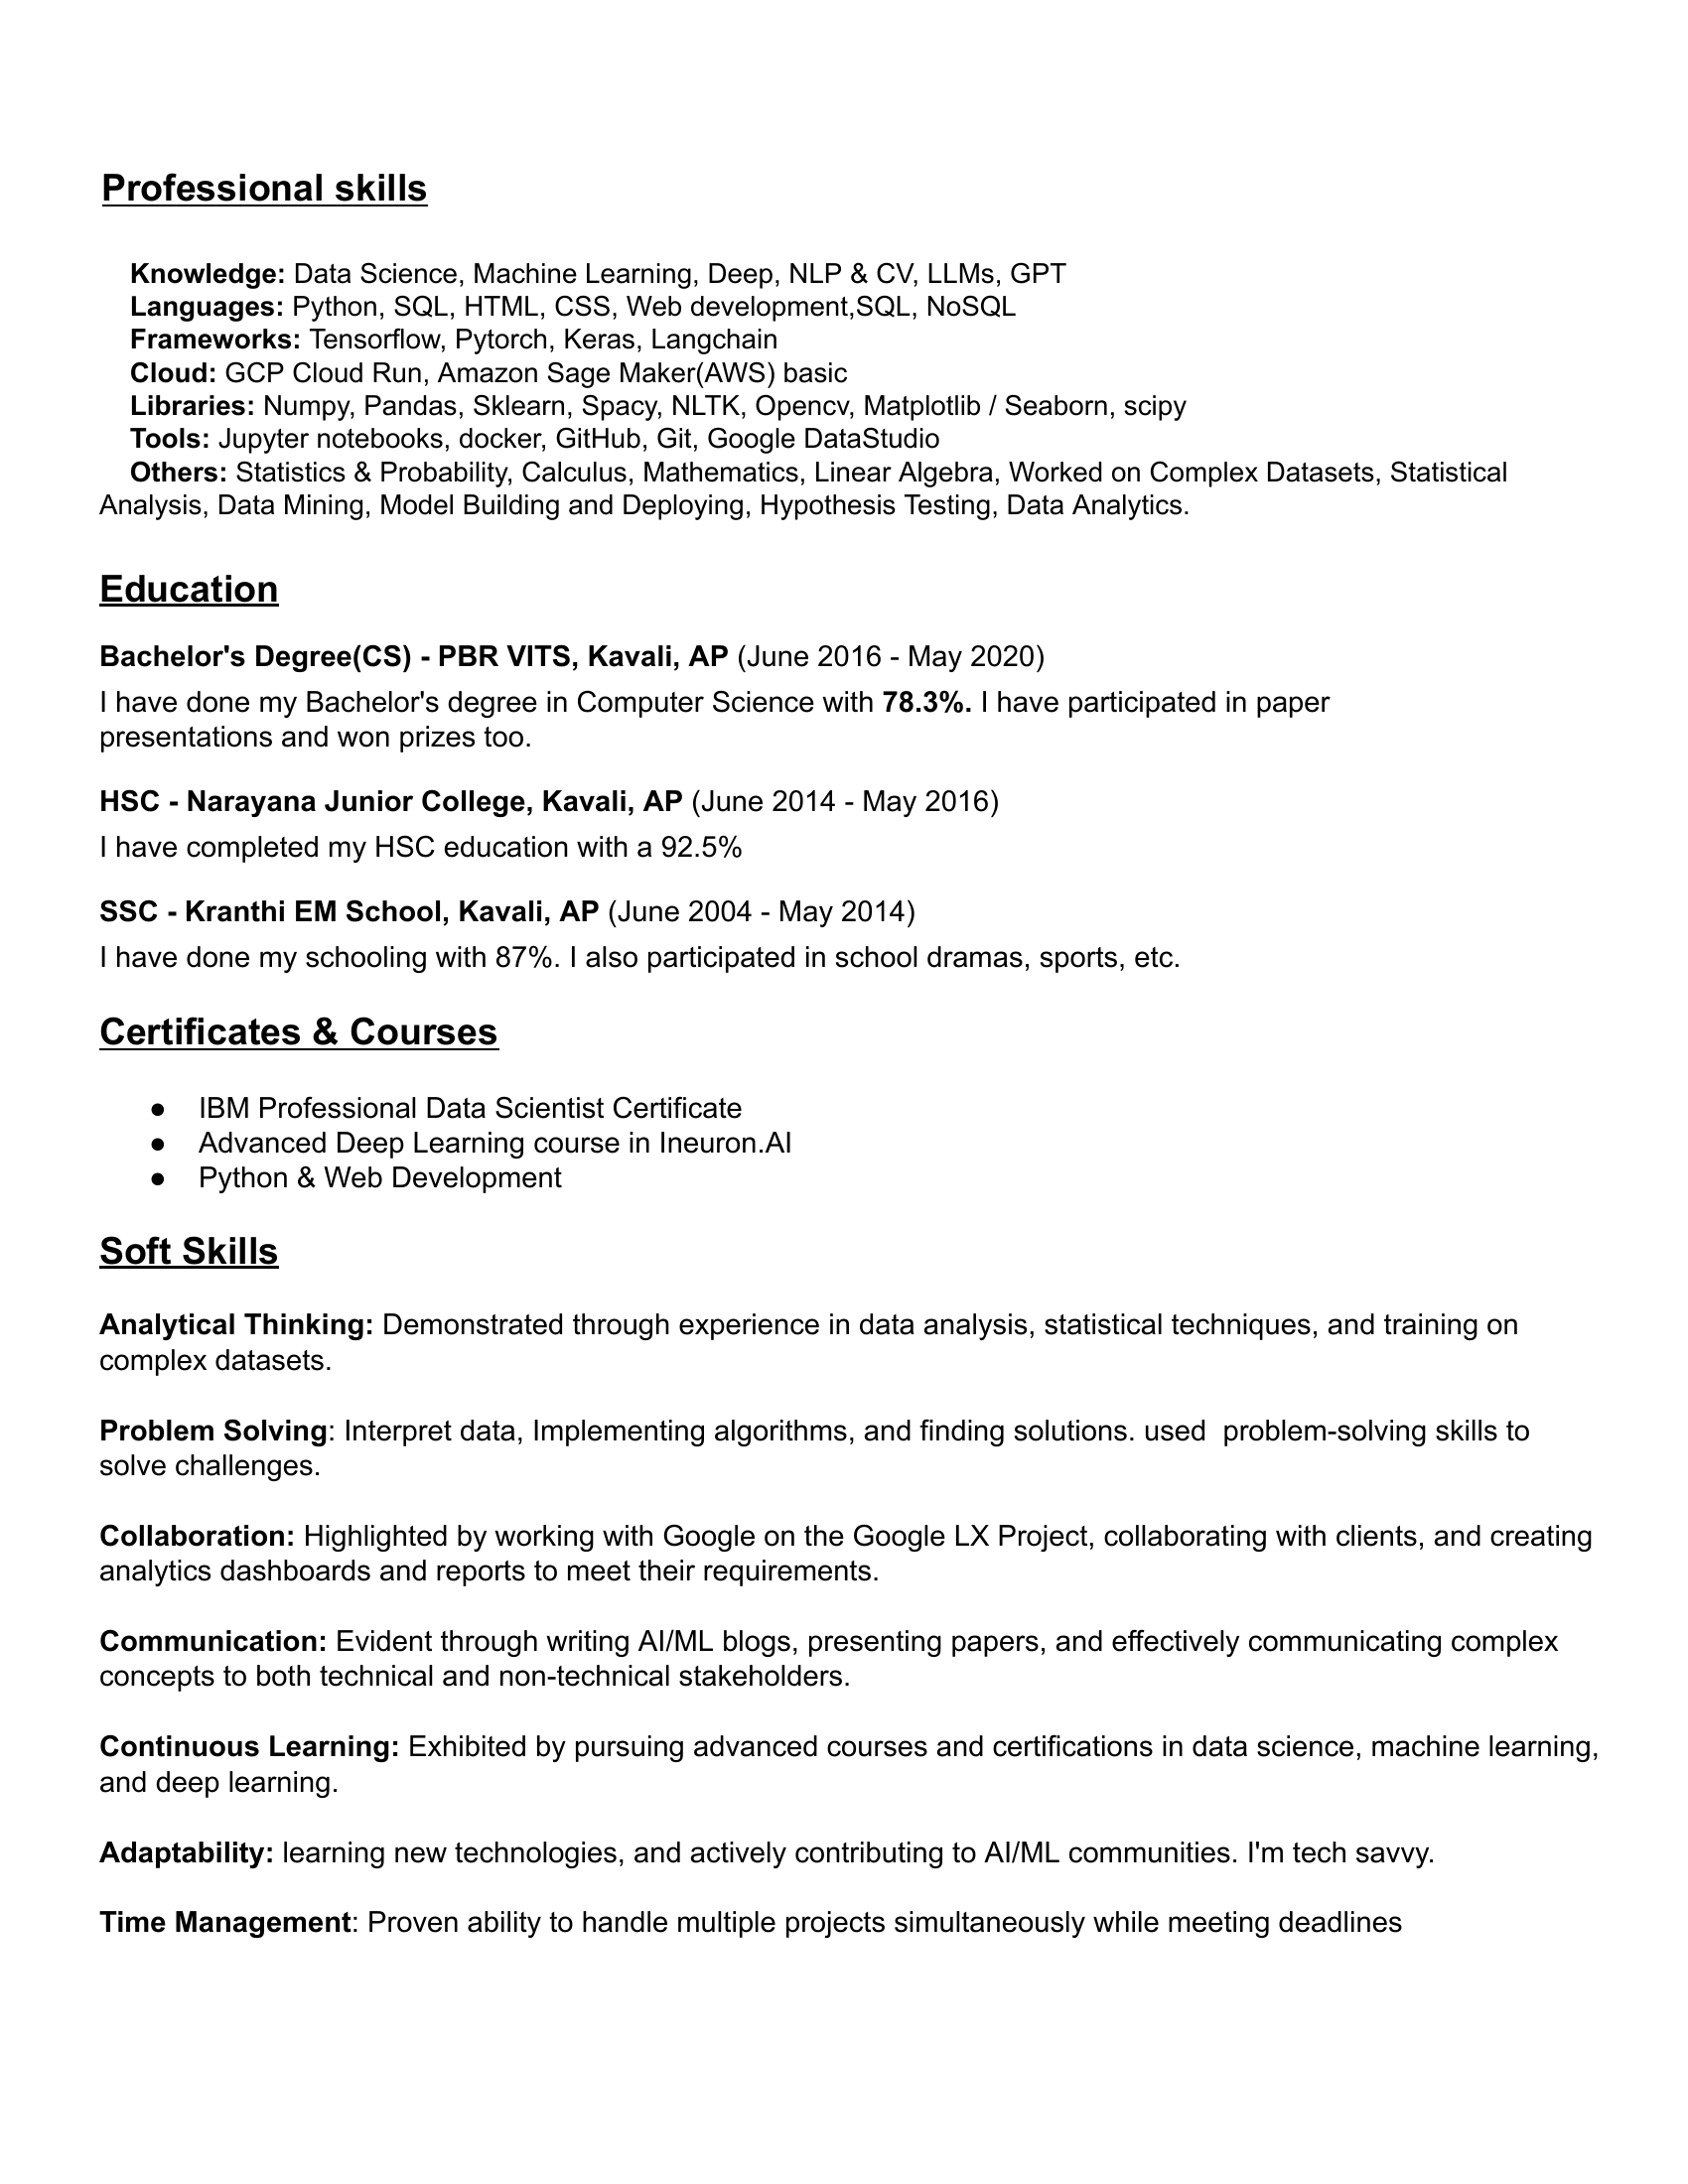 Professional skills
Knowledge: Data Science, Machine Learning, Deep, NLP & CV, LLMs, GPT
Languages: Python, SQL, HTML, CSS, Web development,SQL, NoSQL
Frameworks: Tensorflow, Pytorch, Keras, Langchain
Cloud: GCP Cloud Run, Amazon Sage Maker(AWS) basic
Libraries: Numpy, Pandas, Sklearn, Spacy, NLTK, Opencv, Matplotlib / Seaborn, scipy
Tools: Jupyter notebooks, docker, GitHub, Git, Google DataStudio
Others: Statistics & Probability, Calculus, Mathematics, Linear Algebra, Worked on Complex Datasets, Statistical
Analysis, Data Mining, Model Building and Deploying, Hypothesis Testing, Data Analytics.
Education
Bachelor's Degree(CS) - PBR VITS, Kavali, AP (June 2016 - May 2020)
I have done my Bachelor's degree in Computer Science with 78.3%. I have participated in paper
presentations and won prizes too.
HSC - Narayana Junior College, Kavali, AP (June 2014 - May 2016)
I have completed my HSC education with a 92.5%
SSC - Kranthi EM School, Kavali, AP (June 2004 - May 2014)
I have done my schooling with 87%. I also participated in school dramas, sports, etc.
Certificates & Courses
● IBM Professional Data Scientist Certificate
● Advanced Deep Learning course in Ineuron.AI
● Python & Web Development
Soft Skills
Analytical Thinking: Demonstrated through experience in data analysis, statistical techniques, and training on
complex datasets.
Problem Solving: Interpret data, Implementing algorithms, and finding solutions. used  problem-solving skills to
solve challenges.
Collaboration: Highlighted by working with Google on the Google LX Project, collaborating with clients, and creating
analytics dashboards and reports to meet their requirements.
Communication: Evident through writing AI/ML blogs, presenting papers, and effectively communicating complex
concepts to both technical and non-technical stakeholders.
Continuous Learning: Exhibited by pursuing advanced courses and certifications in data science, machine learning,
and deep learning.
Adaptability: learning new technologies, and actively contributing to AI/ML communities. I'm tech savvy.
Time Management: Proven ability to handle multiple projects simultaneously while meeting deadlines